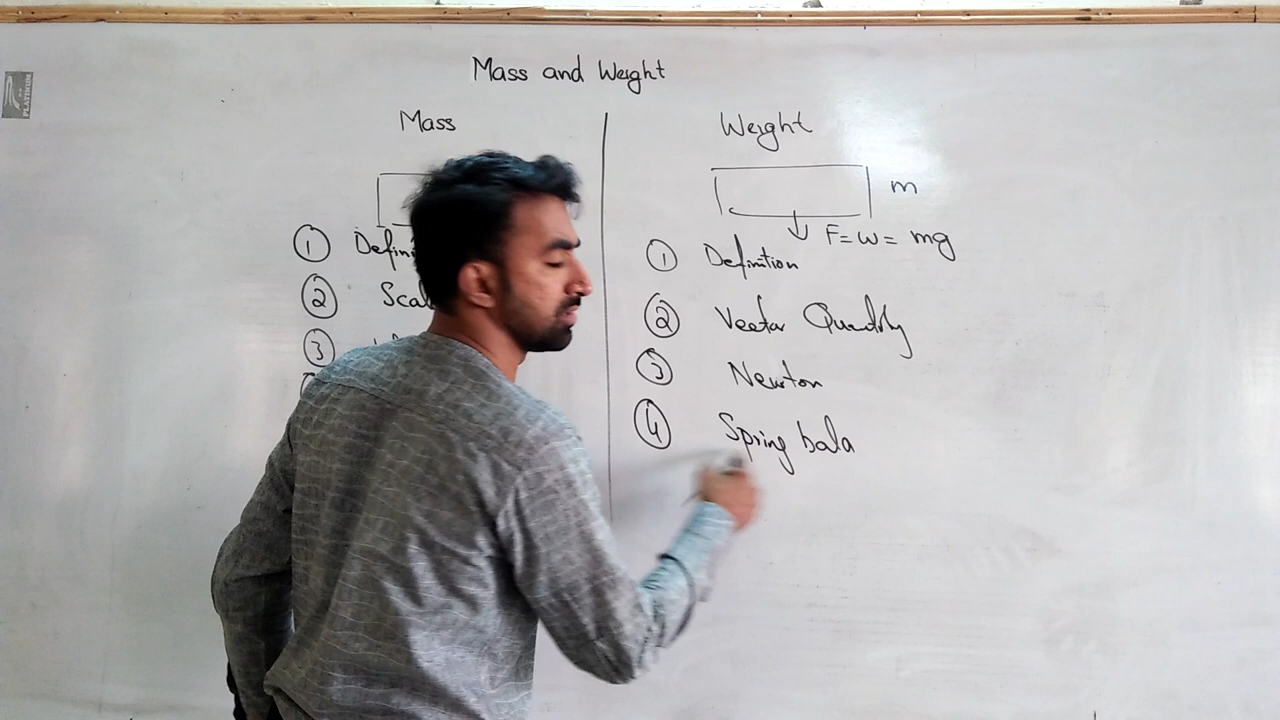 Mass and Weight
PLATINUM
Mass
① Defini
② Scal
③
Weight
m
F=W= mg
① Definition
② Vector Quantity
③ Newton
④ Spring bala